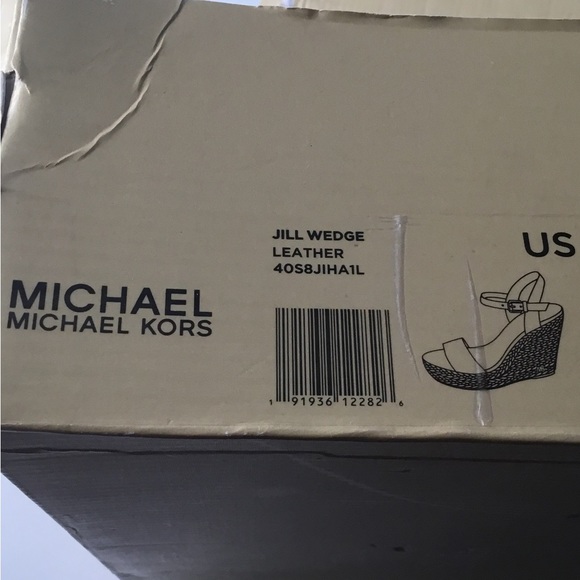 JILL WEDGE
LEATHER
40S8JIHA1L
US
MICHAEL
MICHAEL KORS
1 91936 12282 6